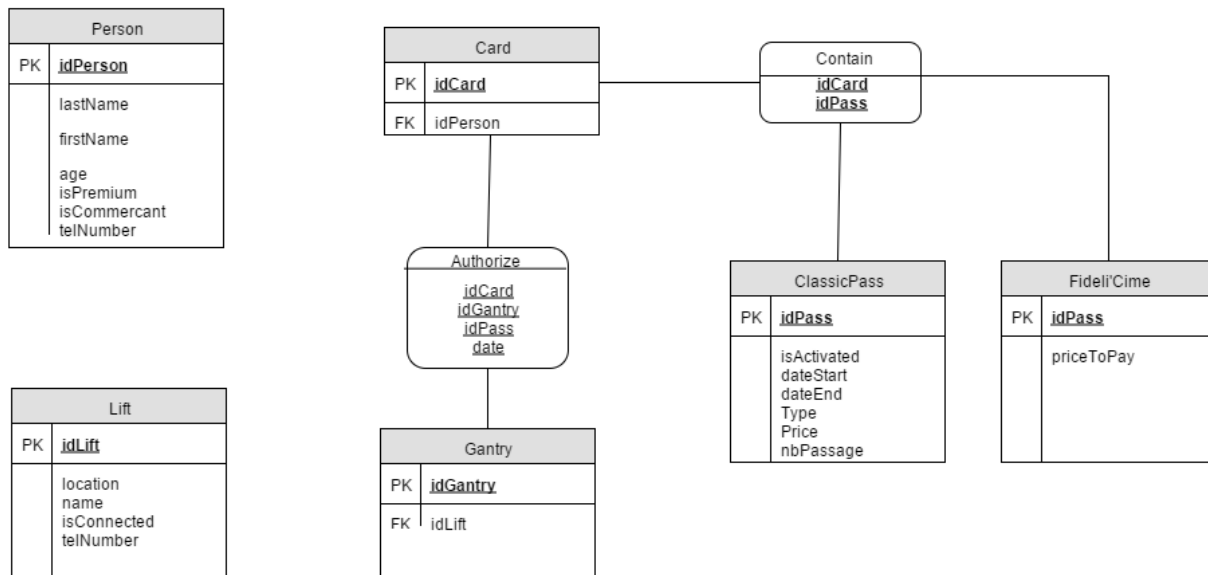 Person
PK idPerson
lastName
firstName
age
isPremium
isCommercant
telNumber
Card
PK idCard
FK idPerson
Contain
idCard
idPass
Authorize
idCard
idGantry
idPass
date
ClassicPass
PK idPass
isActivated
dateStart
dateEnd
Type
Price
nbPassage
Fideli'Cime
PK idPass
priceToPay
Lift
PK idLift
location
name
isConnected
telNumber
Gantry
PK idGantry
FK idLift